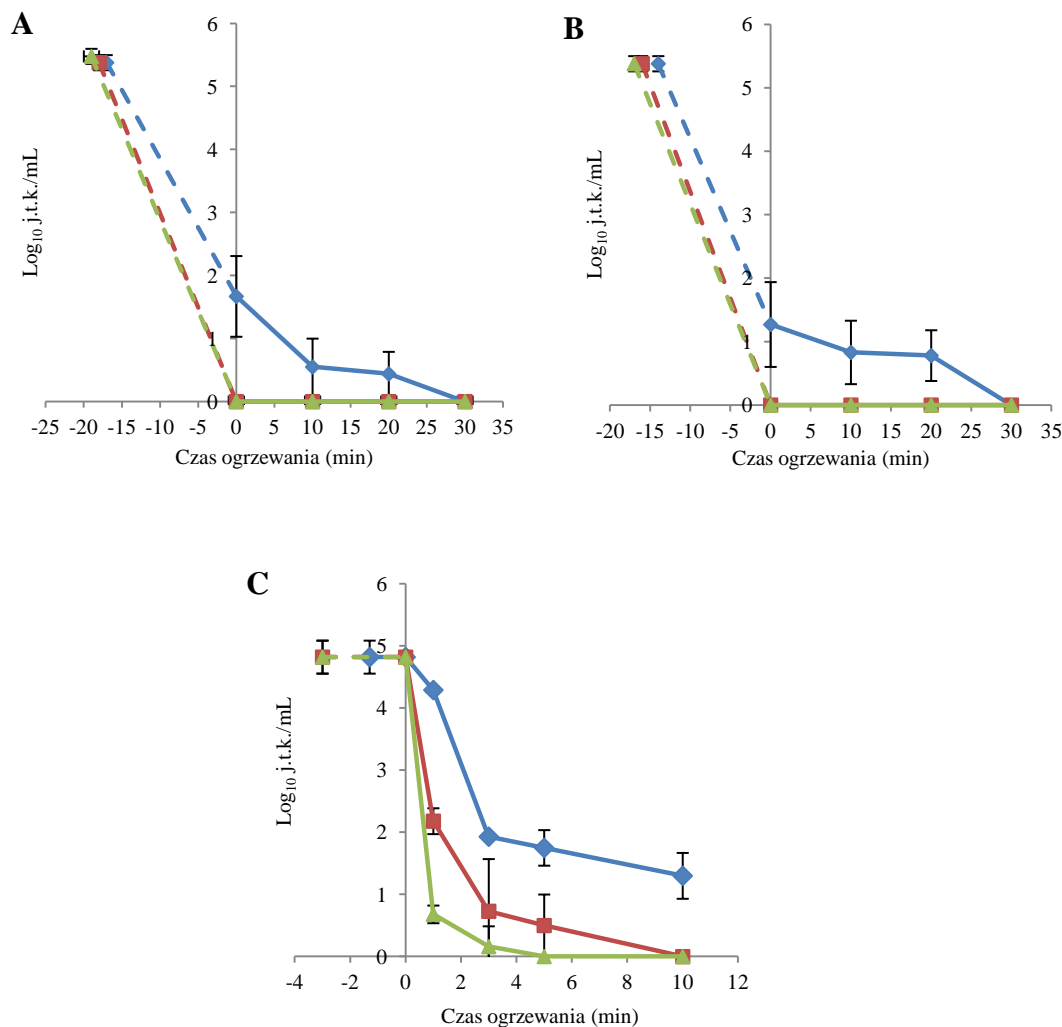 A
Log10 j.t.k./mL
6
5
4
3
2
1
0
-25 -20 -15 -10 -5 0 5 10 15 20 25 30 35
Czas ogrzewania (min)
B
Log10 j.t.k./mL
6
5
4
3
2
1
0
-20 -15 -10 -5 0 5 10 15 20 25 30 35
Czas ogrzewania (min)
C
Log10 j.t.k./mL
6
5
4
3
2
1
0
-4 -2 0 2 4 6 8 10 12
Czas ogrzewania (min)